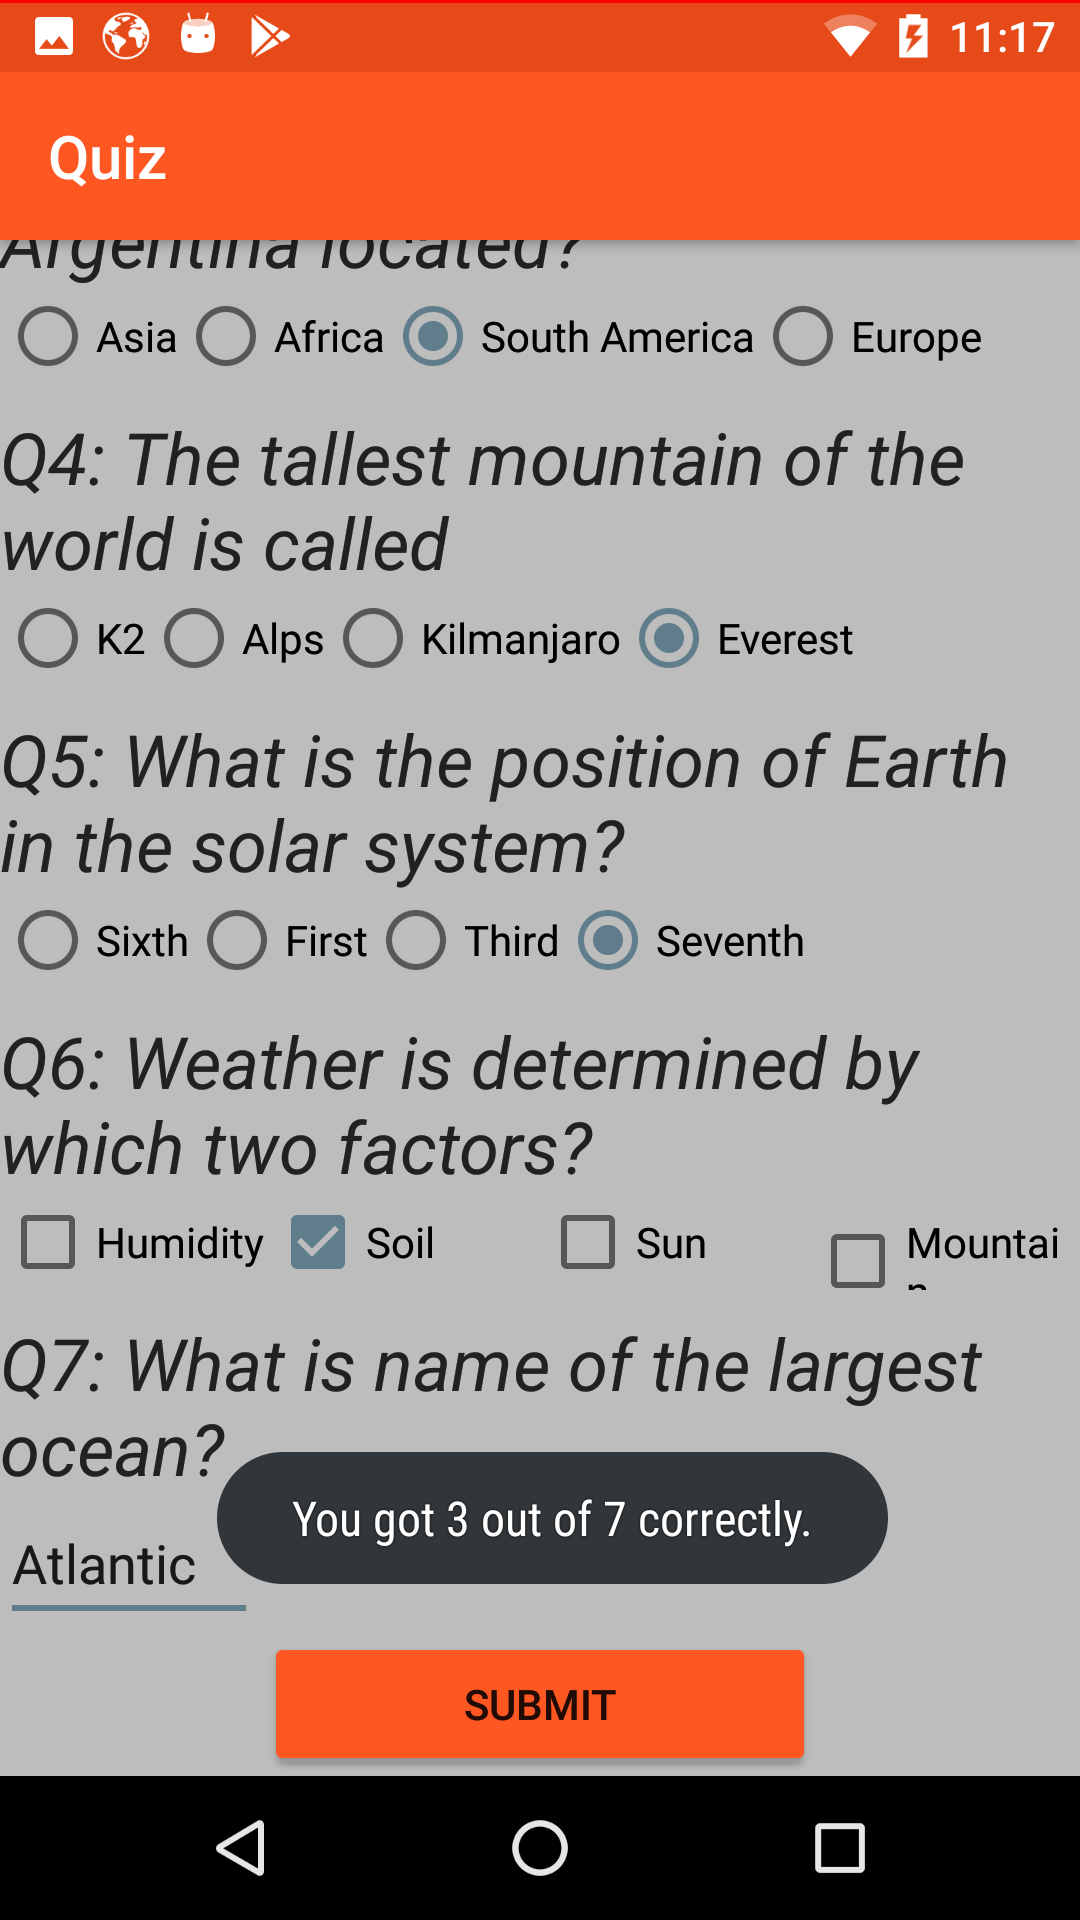 11:17
Quiz
Argentina located?
Asia Africa South America Europe
Q4: The tallest mountain of the
world is called
K2 Alps Kilmanjaro Everest
Q5: What is the position of Earth
in the solar system?
Sixth First Third Seventh
Q6: Weather is determined by
which two factors?
Humidity Soil Sun Mountai
n
Q7: What is name of the largest
ocean?
You got 3 out of 7 correctly.
Atlantic
SUBMIT